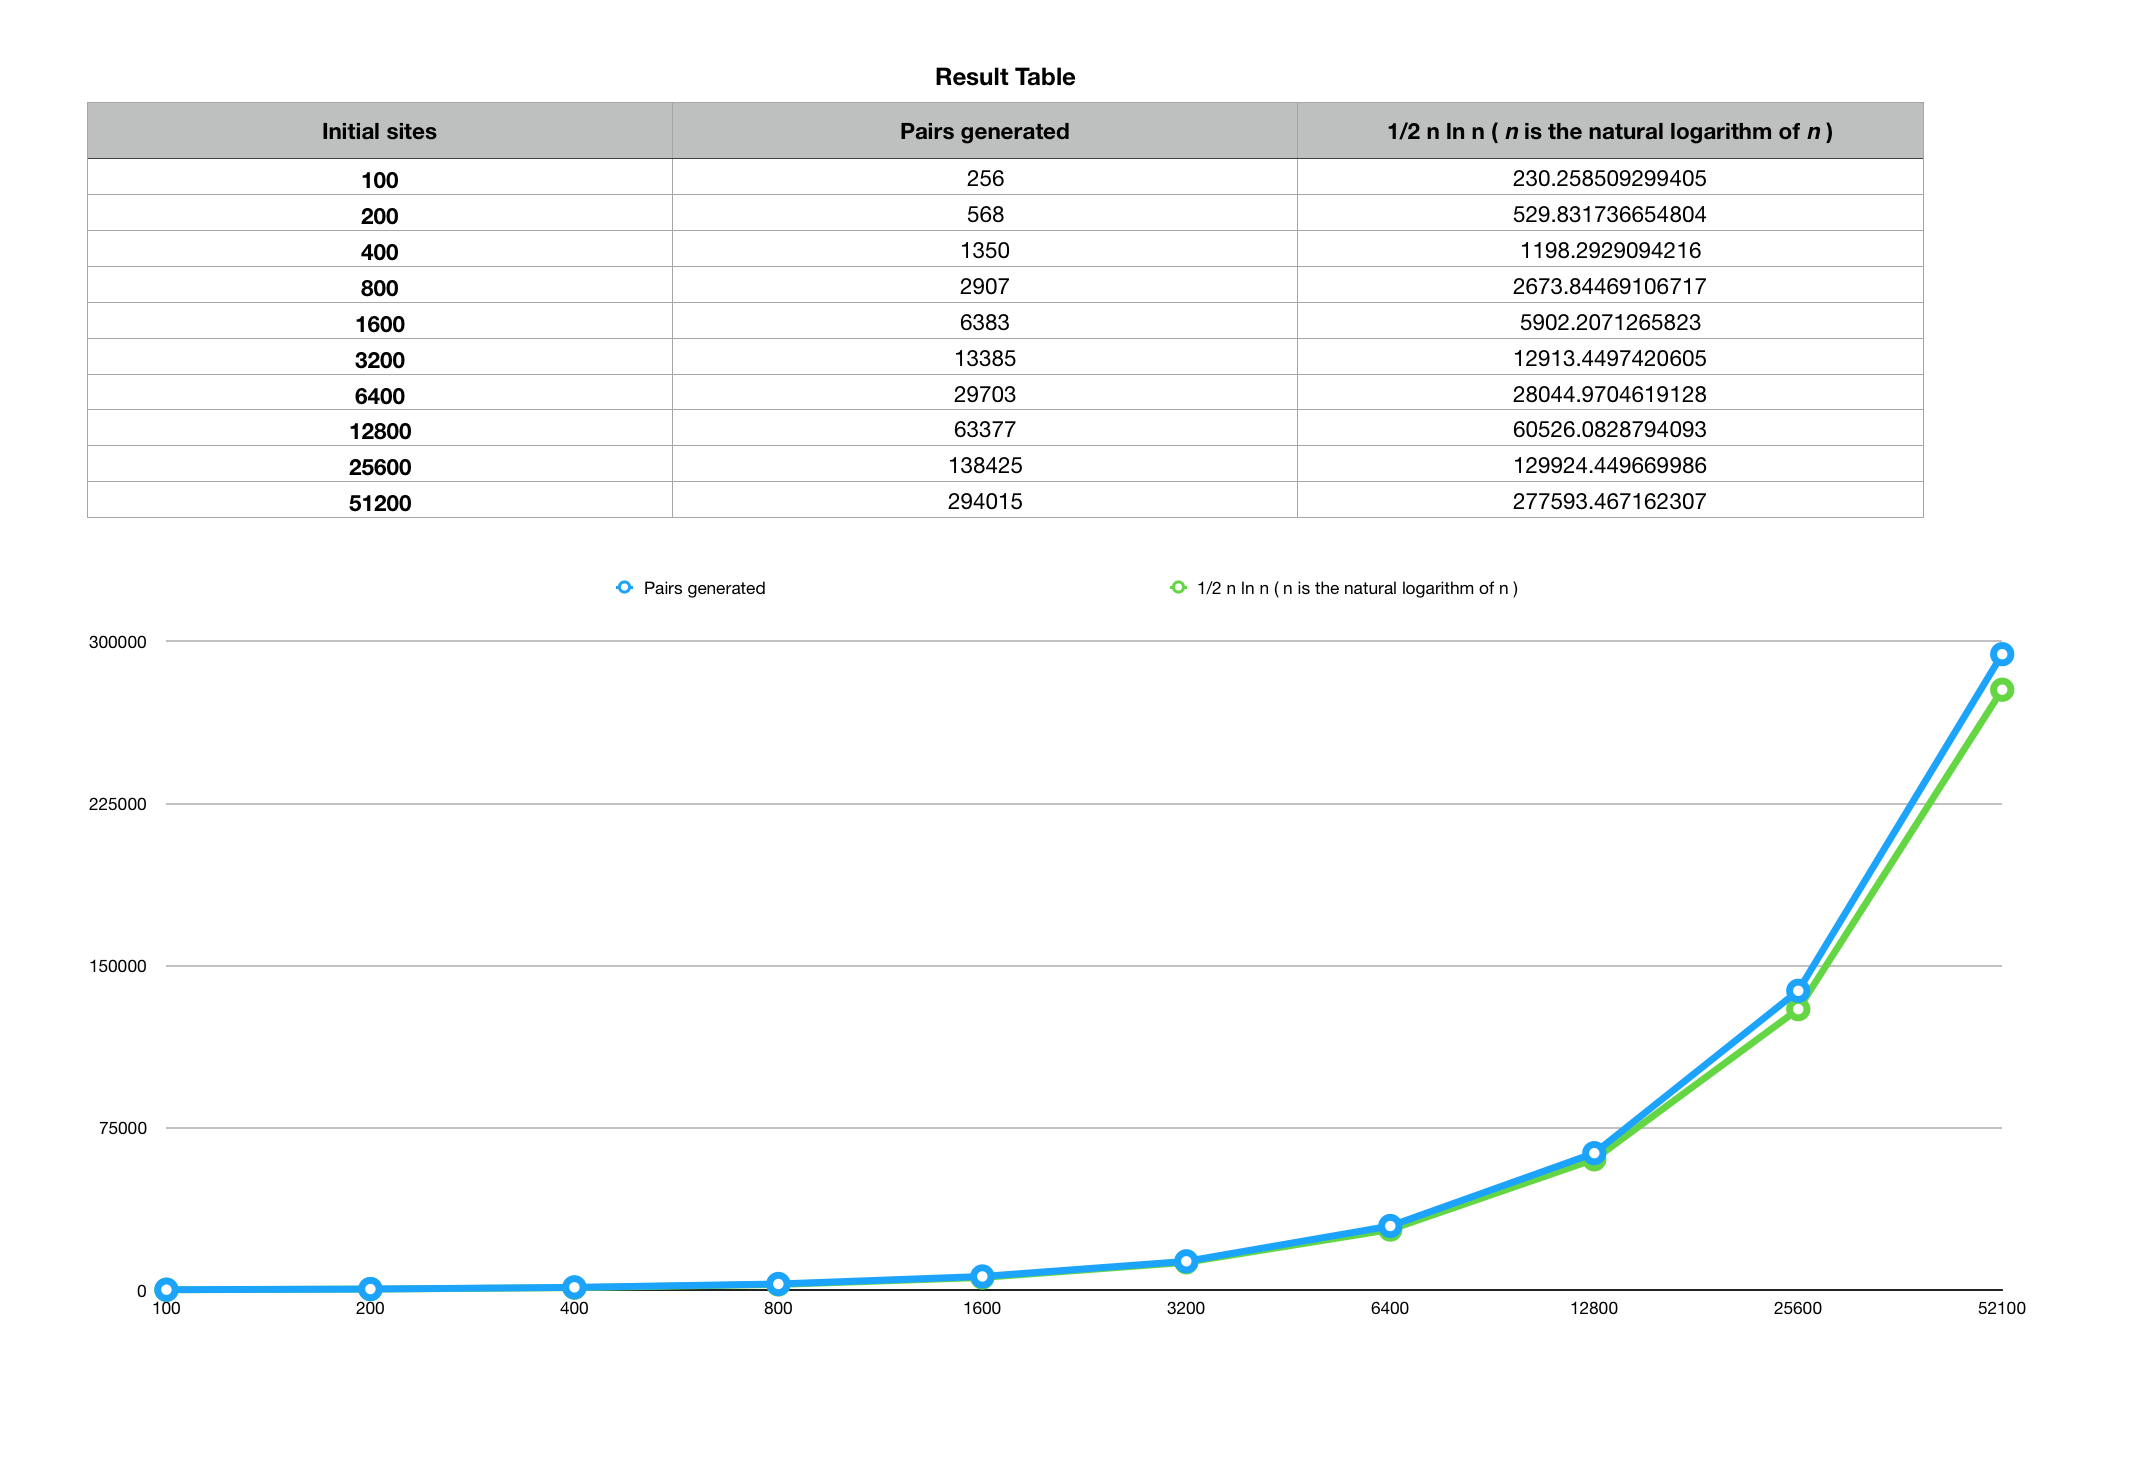 Result Table
Initial sites Pairs generated 1/2 n ln n ( n is the natural logarithm of n )
100 256 230.258509299405
200 568 529.831736654804
400 1350 1198.2929094216
800 2907 2673.84469106717
1600 6383 5902.2071265823
3200 13385 12913.4497420605
6400 29703 28044.9704619128
12800 63377 60526.0828794093
25600 138425 129924.449669986
51200 294015 277593.467162307
Pairs generated 1/2 n ln n ( n is the natural logarithm of n )
300000
225000
150000
75000
0
100 200 400 800 1600 3200 6400 12800 25600 52100